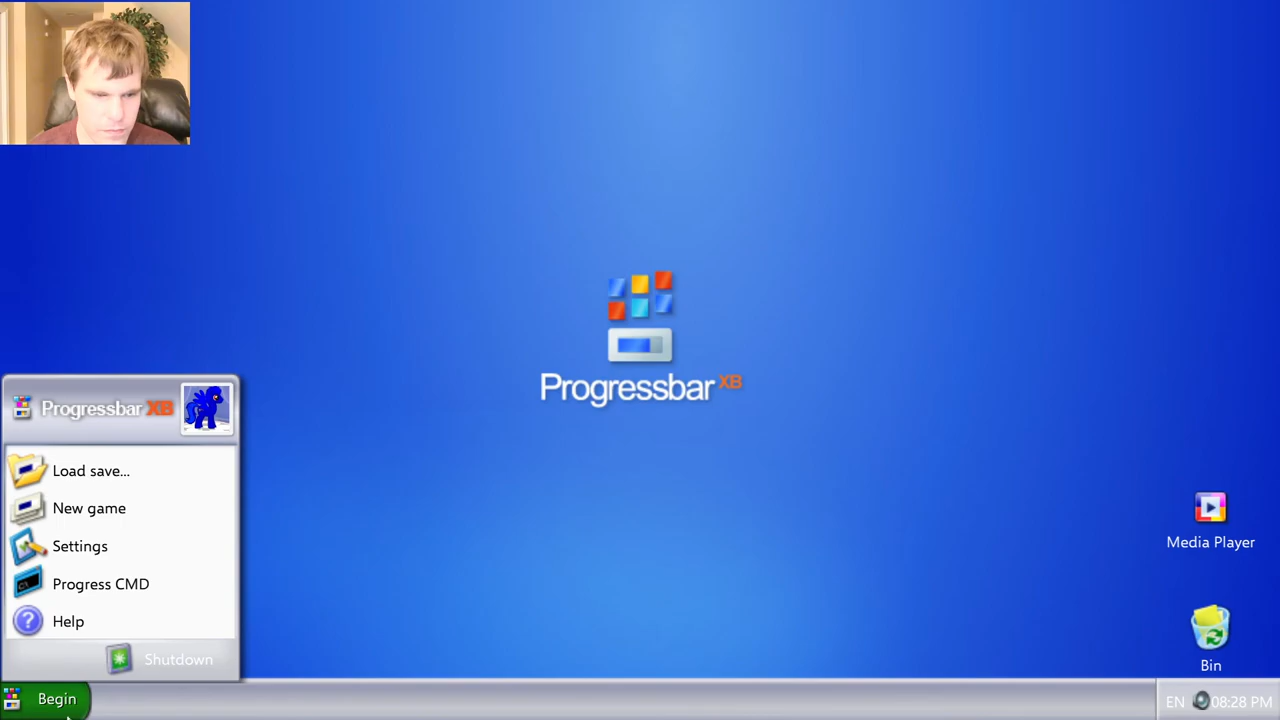 Progressbar XB
Progressbar XB
Load save...
New game
Settings
Progress CMD
Help
Shutdown
Media Player
Bin
Begin
EN 08:28 PM